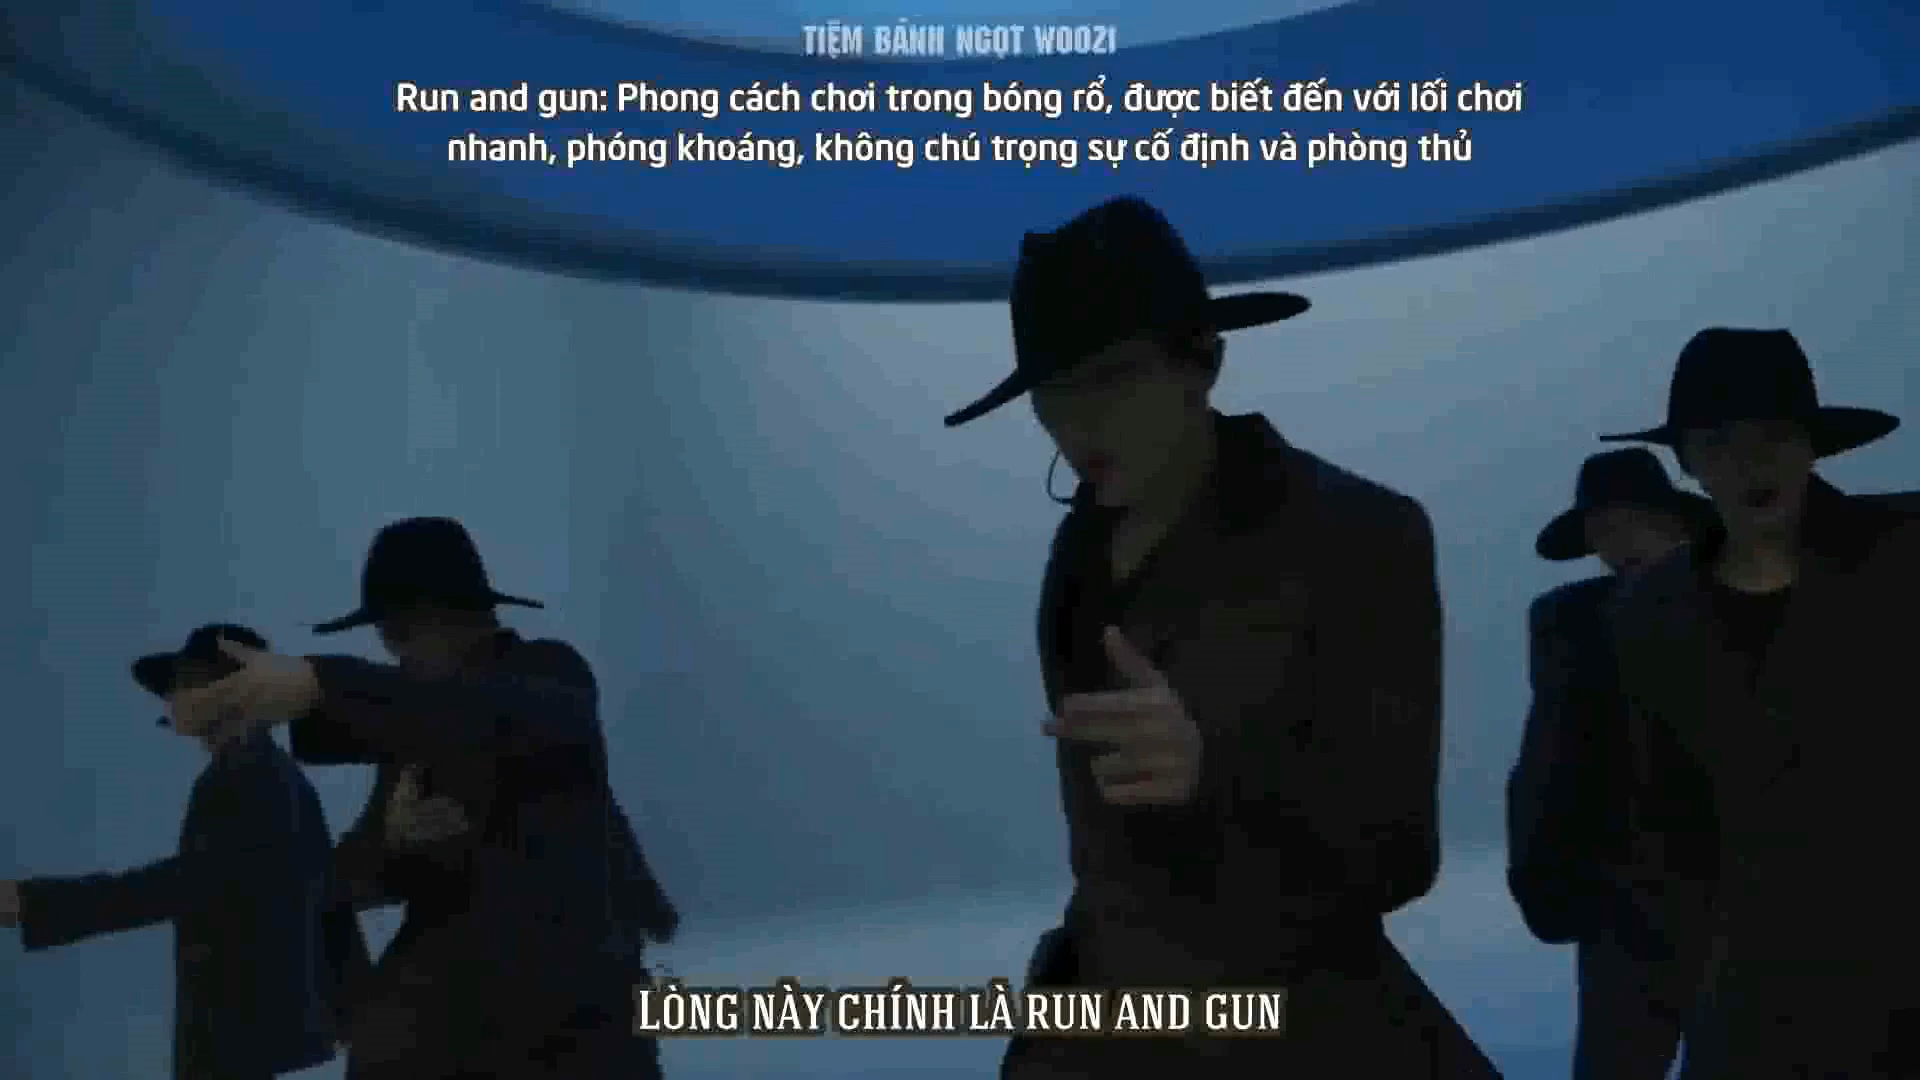 TIỆM BÁNH NGỌT WOOZI
Run and gun: Phong cách chơi trong bóng rổ, được biết đến với lối chơi
nhanh, phóng khoáng, không chú trọng sự cố định và phòng thủ
LÒNG NÀY CHÍNH LÀ RUN AND GUN